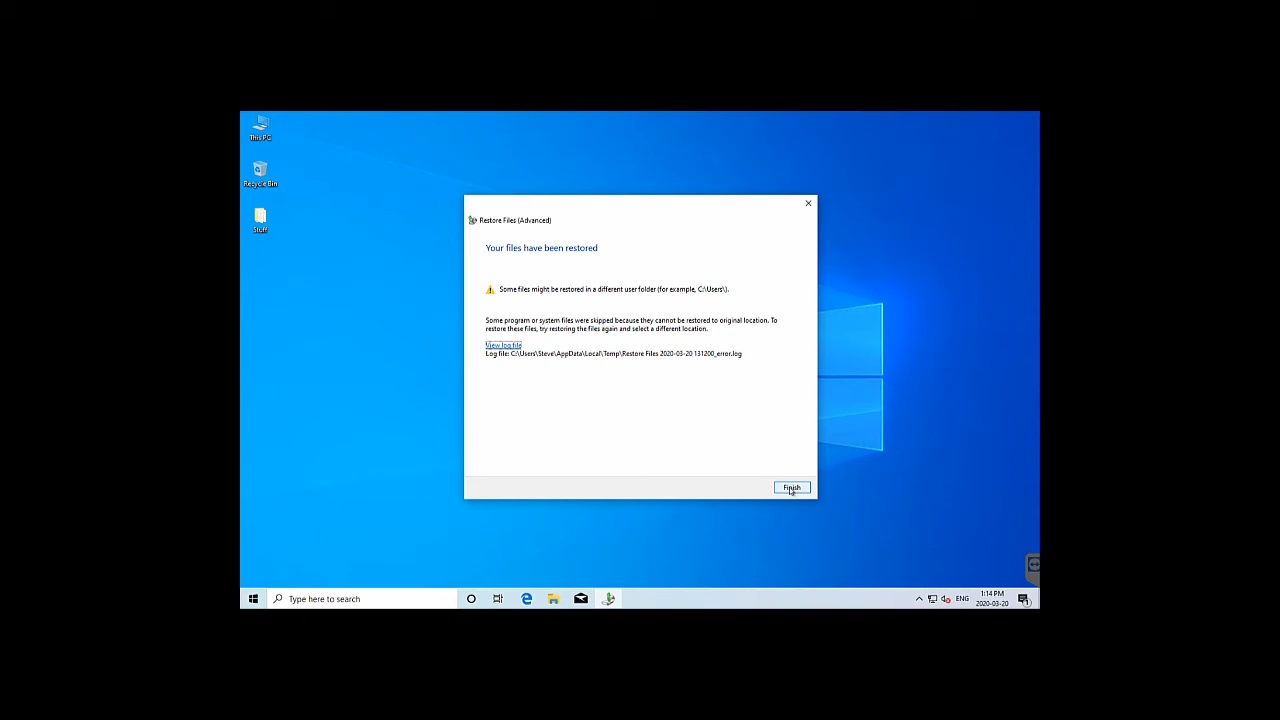 This PC
Recycle Bin
Stuff
Restore Files (Advanced)
Your files have been restored
Some files might be restored in a different user folder (for example, C:\Users\).
Some program or system files were skipped because they cannot be restored to original location. To
restore these files, try restoring the files again and select a different location.
View log file
Log file: C:\Users\Steve\AppData\Local\Temp\Restore Files 2020-03-20 131200_error.log
Finish
Type here to search
ENG
1:14 PM
2020-03-20
1